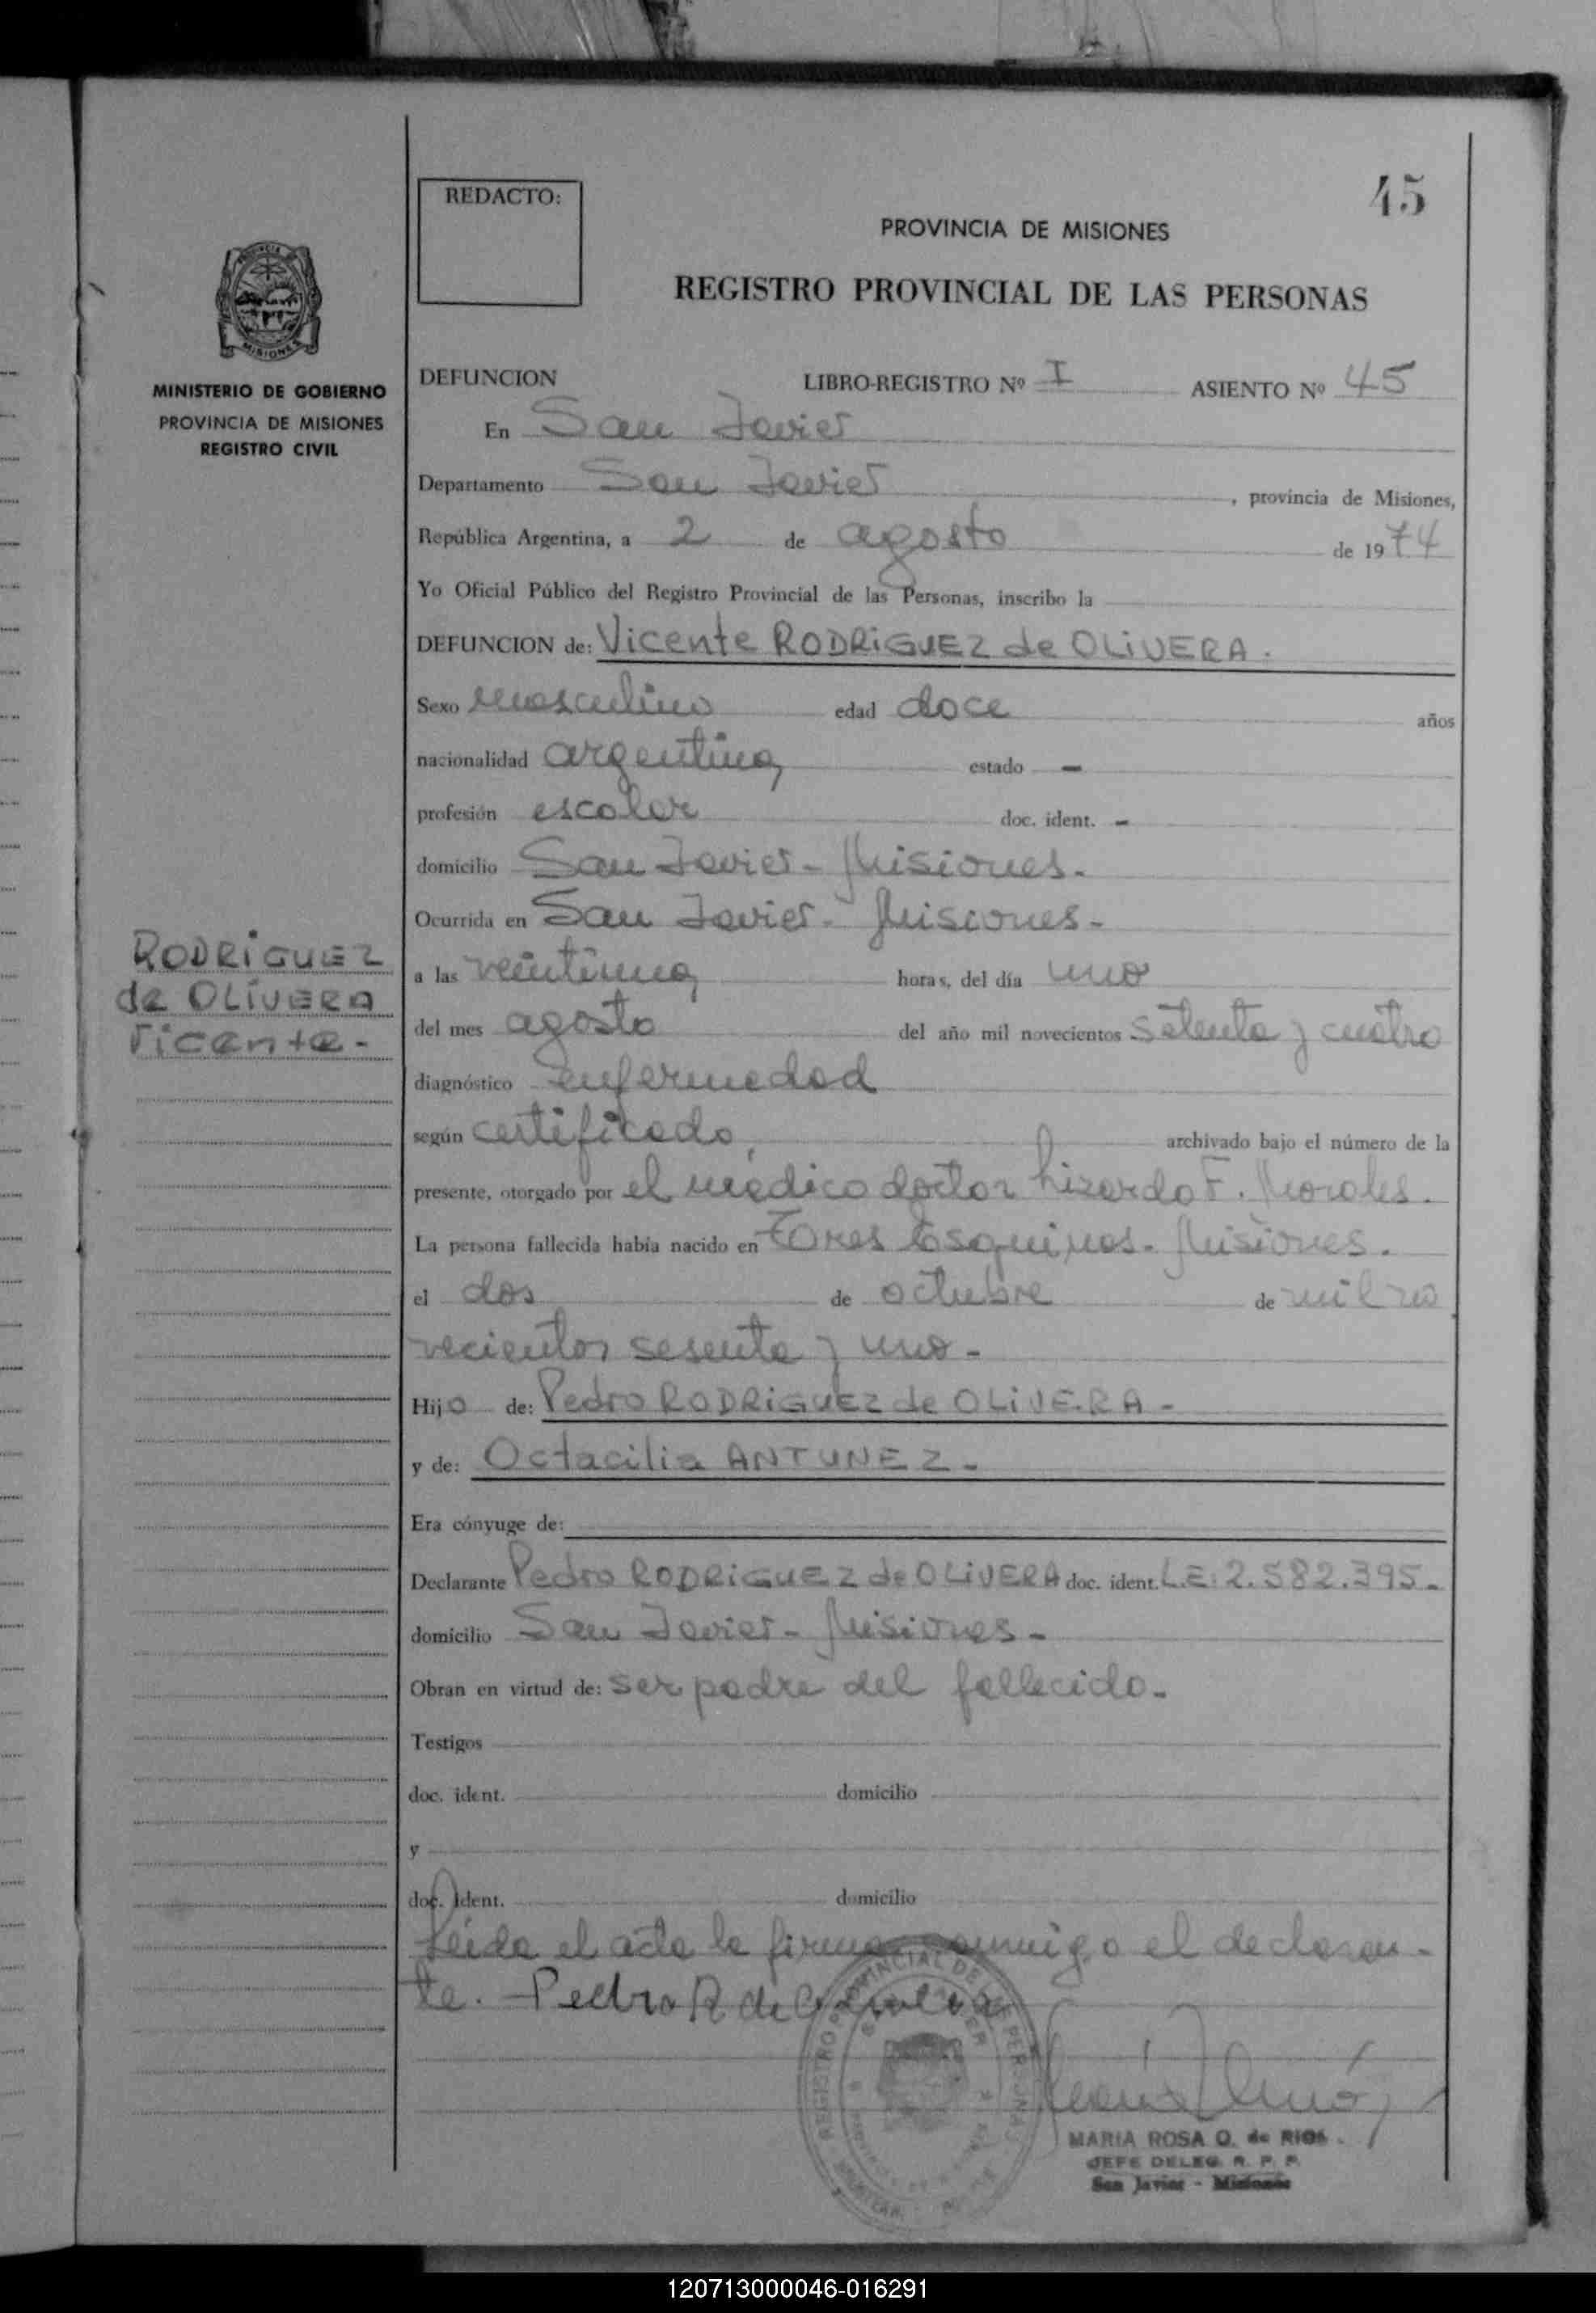 45
REDACTO:
PROVINCIA DE MISIONES
REGISTRO PROVINCIAL DE LAS PERSONAS
MISIONES
MINISTERIO DE GOBIERNO
PROVINCIA DE MISIONES
REGISTRO CIVIL
DEFUNCION LIBRO-REGISTRO Nº I ASIENTO Nº 45
En San Javier
Departamento San Javier, provincia de Misiones,
República Argentina, a 2 de agosto de 1974
Yo Oficial Público del Registro Provincial de las Personas, inscribo la
DEFUNCION de: Vicente RODRiGUEZ de OLiVERA.
Sexo masculino edad doce años
nacionalidad argentina, estado -
profesión escolar doc. ident. -
domicilio San Javier - Misiones.
Ocurrida en San Javier - Misiones -
a las veintiuna, horas, del día uno
del mes agosto del año mil novecientos setenta y cuatro
diagnóstico enfermedad
según certificado, archivado bajo el número de la
presente, otorgado por el médico doctor Lizardo F. Morales.
La persona fallecida había nacido en Tores Esquinas - Misiones.
el dos de octubre de mil no
vecientos sesenta y uno -
Hijo de: Pedro RODRiGUEZ de OLiVERA -
y de: Octacilia ANTUNEZ -
Era cónyuge de:
Declarante Pedro RODRiGUEZ de OLiVERA doc. ident. L.E: 2.582.395 -
domicilio San Javier - Misiones -
Obran en virtud de: ser padre del fallecido -
Testigos
doc. ident. domicilio
y
doc. ident. domicilio
Leída el acta la firma conmigo el declaran-
te. - Pedro R de Olivera
MARIA ROSA O. de RIOS
JEFE DELEG. R. P. P.
San Javier - Misiones
RODRIGUEZ
de OLIVERA
Vicente -
120713000046-016291